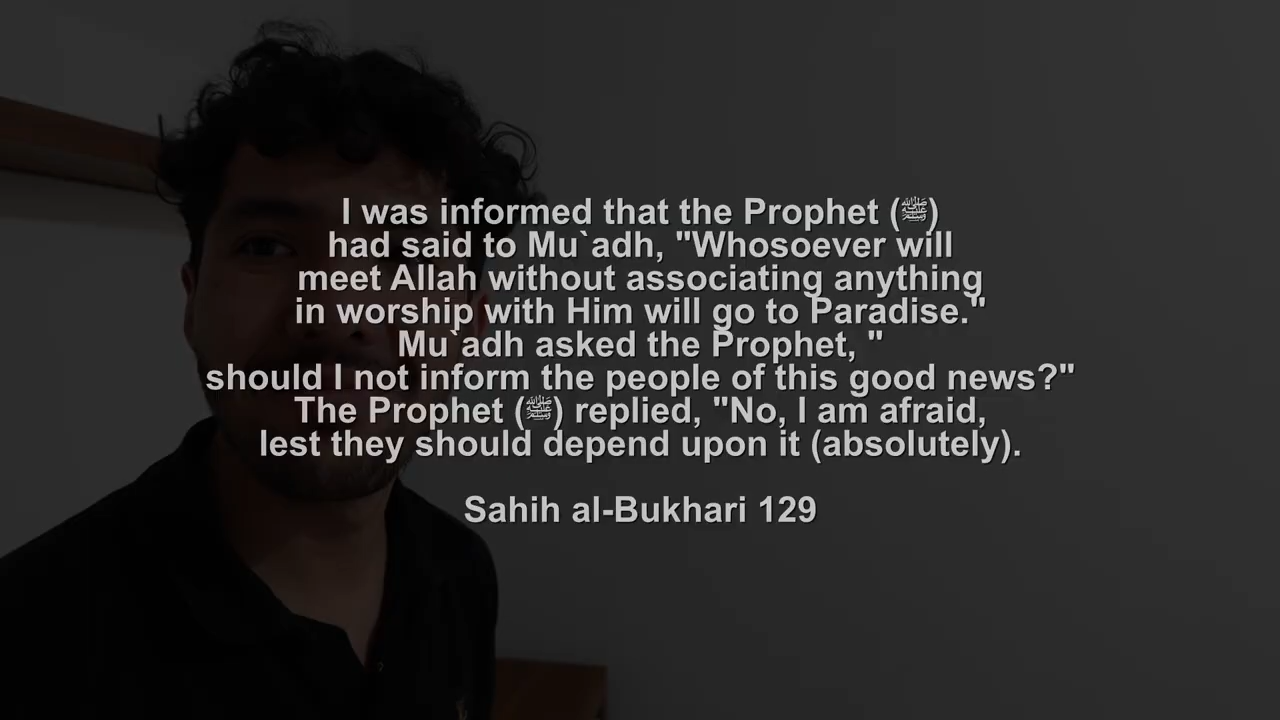 I was informed that the Prophet (ﷺ)
had said to Mu`adh, "Whosoever will
meet Allah without associating anything
in worship with Him will go to Paradise."
Mu`adh asked the Prophet, "
should I not inform the people of this good news?"
The Prophet (ﷺ) replied, "No, I am afraid,
lest they should depend upon it (absolutely).
Sahih al-Bukhari 129